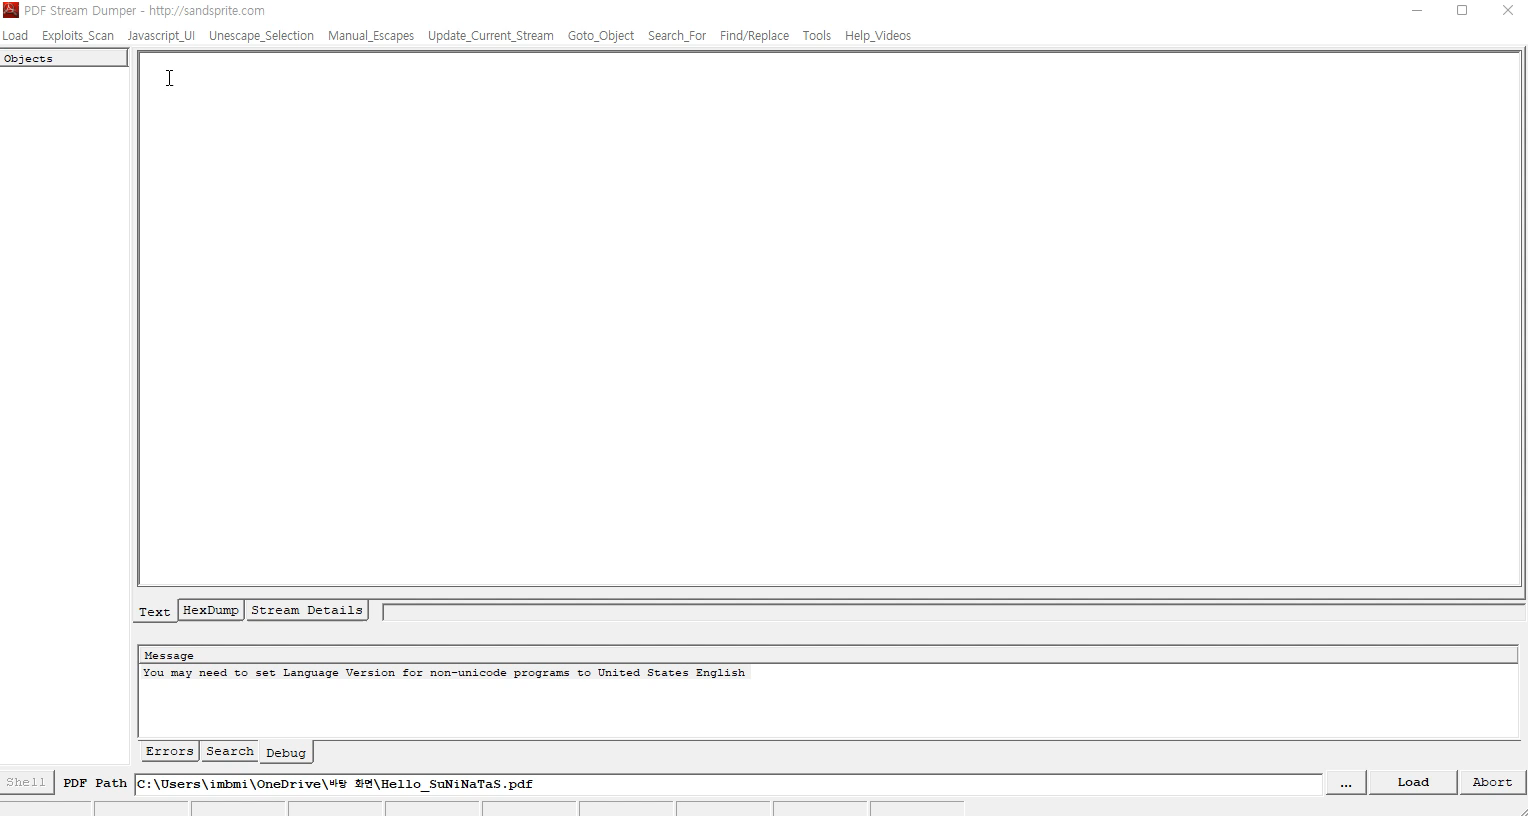 PDF Stream Dumper - http://sandsprite.com
Load Exploits_Scan Javascript_UI Unescape_Selection Manual_Escapes Update_Current_Stream Goto_Object Search_For Find/Replace Tools Help_Videos
Objects
Text HexDump Stream Details
Message
You may need to set Language Version for non-unicode programs to United States English
Errors Search Debug
Shell PDF Path C:\Users\imbmi\OneDrive\바탕 화면\Hello_SuNiNaTaS.pdf ... Load Abort